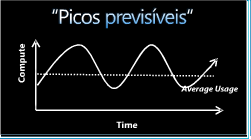 “Picos previsíveis“
Compute
Average Usage
Time